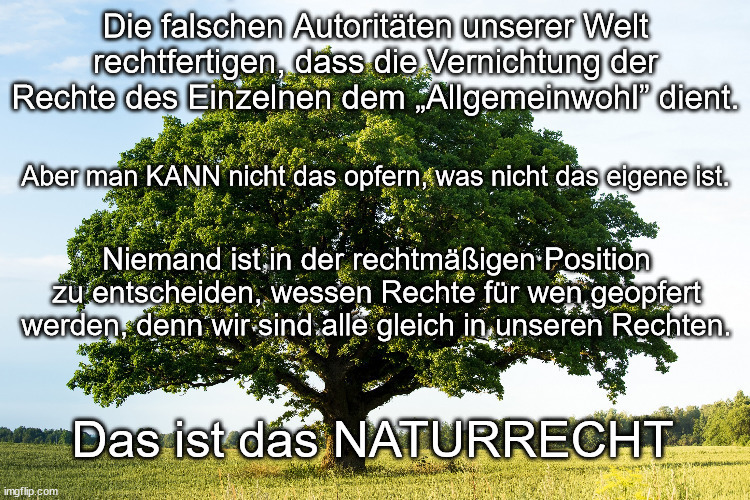 Die falschen Autoritäten unserer Welt
rechtfertigen, dass die Vernichtung der
Rechte des Einzelnen dem „Allgemeinwohl” dient.
Aber man KANN nicht das opfern, was nicht das eigene ist.
Niemand ist in der rechtmäßigen Position
zu entscheiden, wessen Rechte für wen geopfert
werden, denn wir sind alle gleich in unseren Rechten.
Das ist das NATURRECHT
imgflip.com